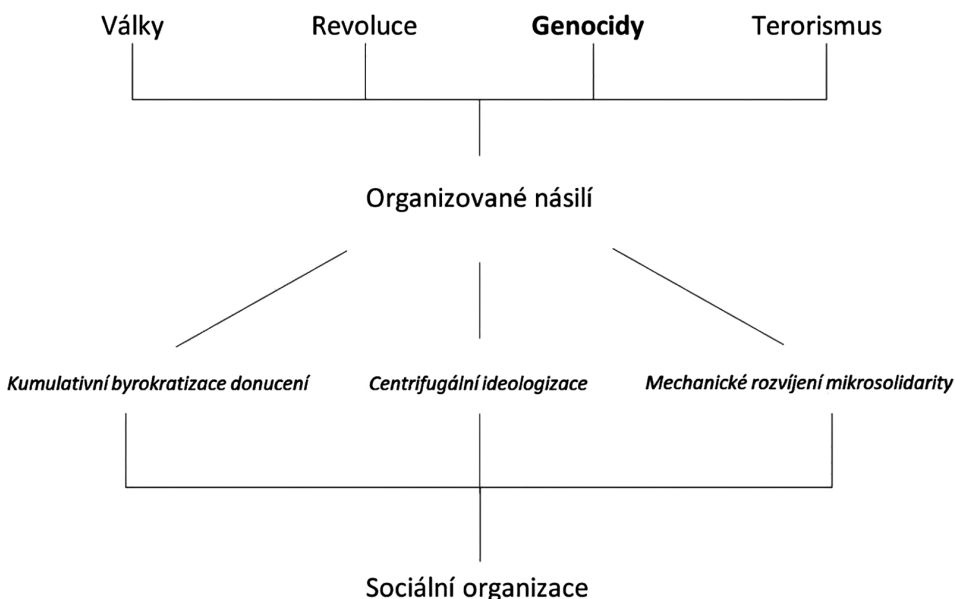 Války Revoluce Genocidy Terorismus
Organizované násilí
Kumulativní byrokratizace donucení Centrifugální ideologizace Mechanické rozvíjení mikrosolidarity
Sociální organizace